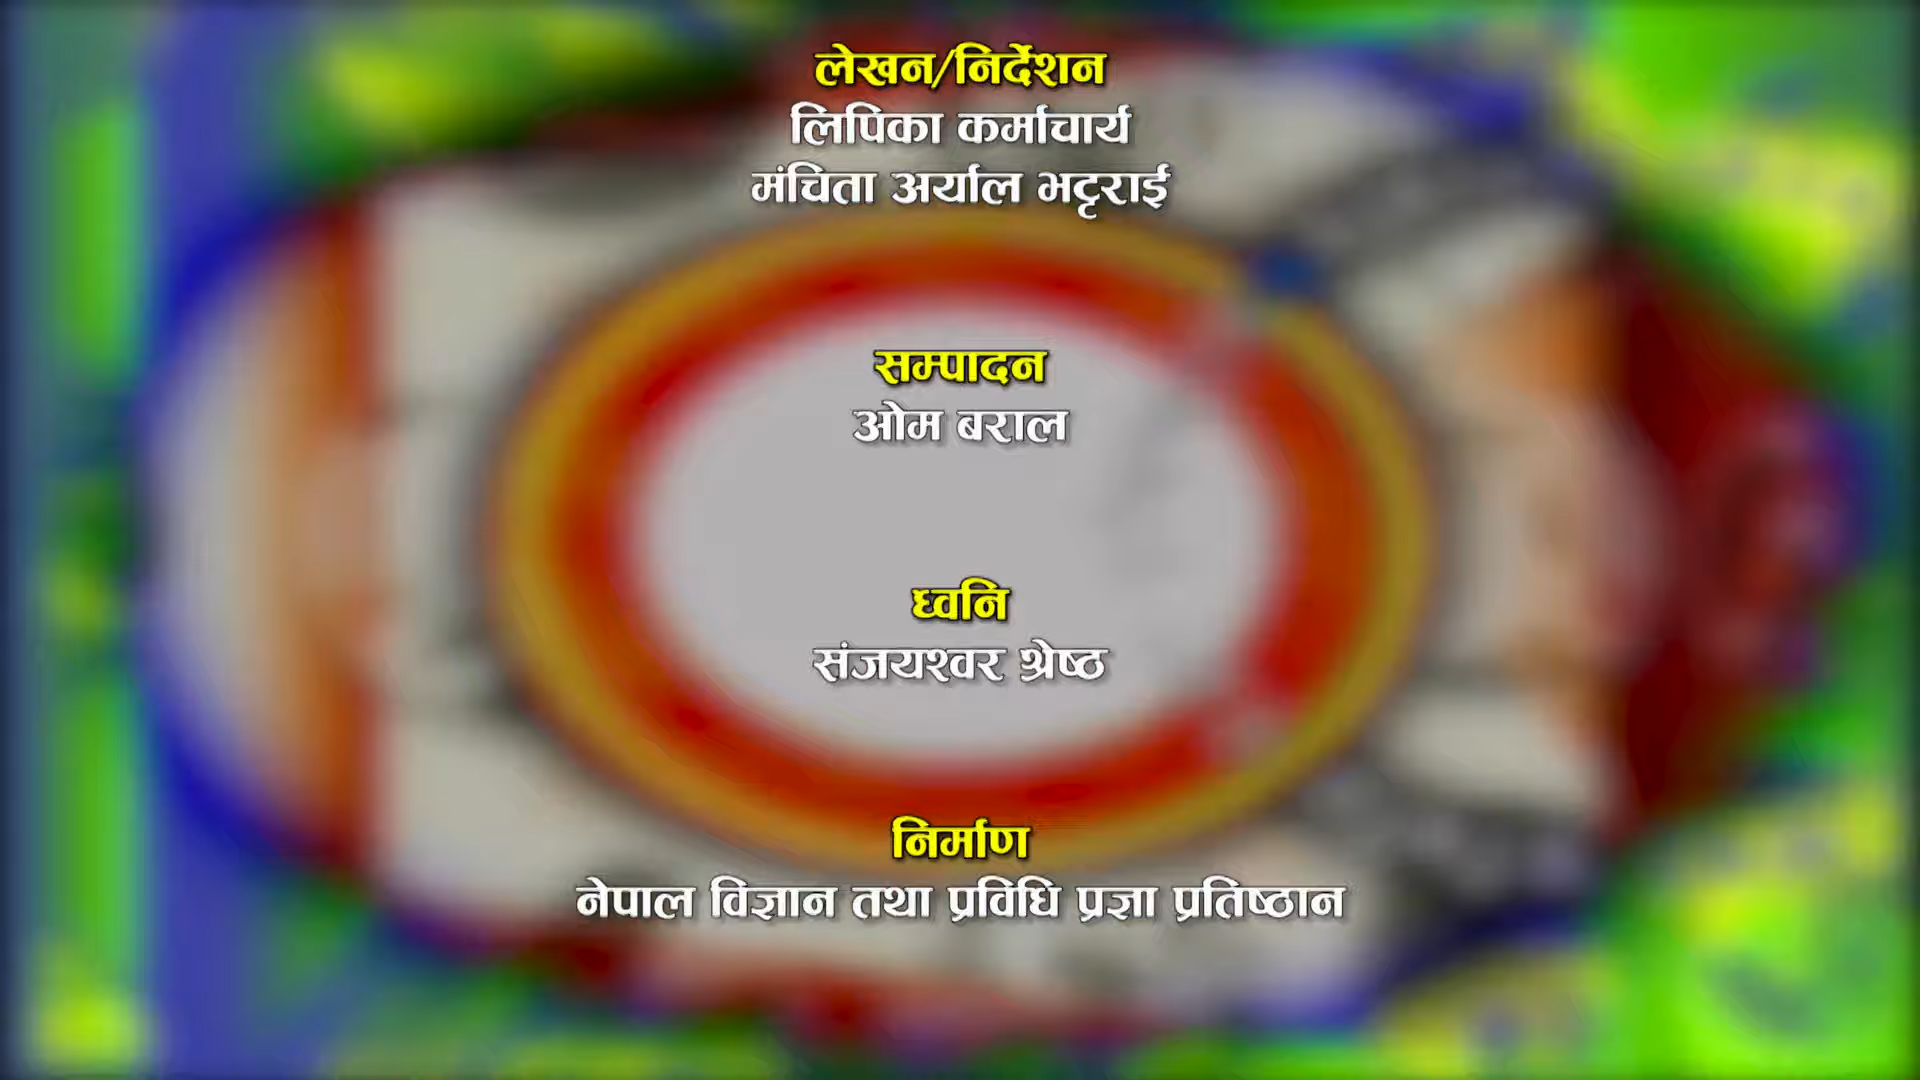 लेखन/निर्देशन
लिपिका कर्माचार्य
मंचिता अर्याल भट्टराई
सम्पादन
ओम बराल
ध्वनि
संजयश्वर श्रेष्ठ
निर्माण
नेपाल विज्ञान तथा प्रविधि प्रज्ञा प्रतिष्ठान